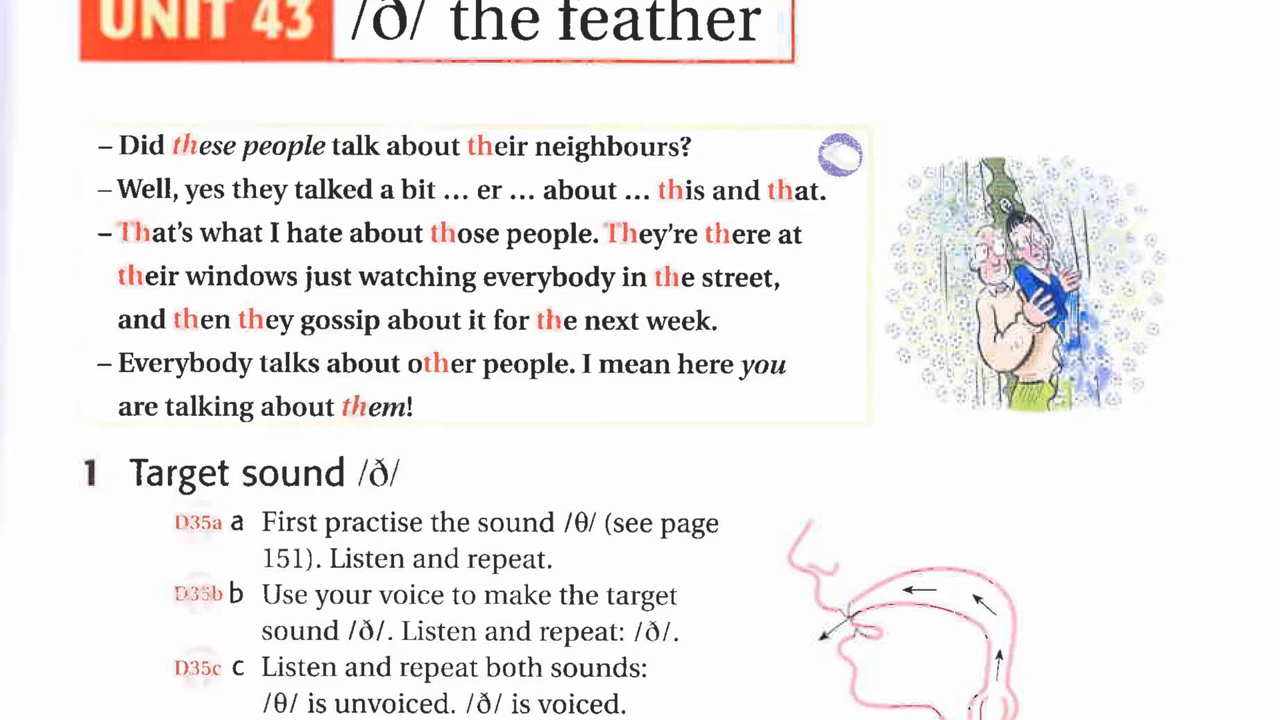 UNIT 43 /ð/ the feather
– Did these people talk about their neighbours?
– Well, yes they talked a bit ... er ... about ... this and that.
– That's what I hate about those people. They're there at
their windows just watching everybody in the street,
and then they gossip about it for the next week.
– Everybody talks about other people. I mean here you
are talking about them!
1 Target sound /ð/
D35a a First practise the sound /θ/ (see page
151). Listen and repeat.
D35b b Use your voice to make the target
sound /ð/. Listen and repeat: /ð/.
D35c c Listen and repeat both sounds:
/θ/ is unvoiced. /ð/ is voiced.